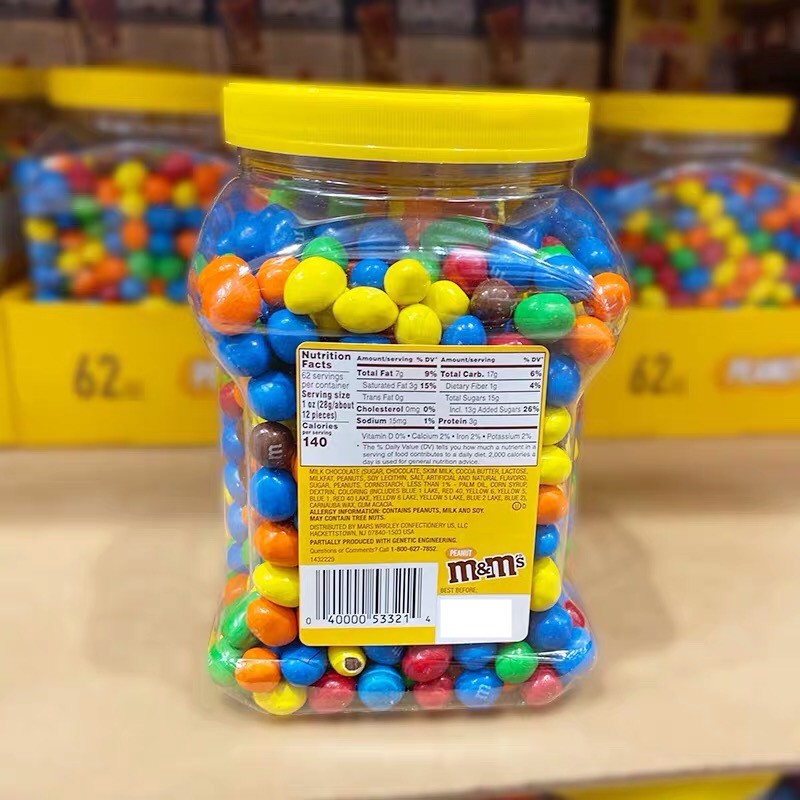 62
62
Nutrition Facts
62 servings per container
Serving size
1 oz (28g/about 12 pieces)
Calories
per serving
140
Amount/serving % DV* Amount/serving % DV*
Total Fat 7g 9% Total Carb. 17g 6%
Saturated Fat 3g 15% Dietary Fiber 1g 4%
Trans Fat 0g Total Sugars 15g
Cholesterol 0mg 0% Incl. 13g Added Sugars 26%
Sodium 15mg 1% Protein 3g
Vitamin D 0% • Calcium 2% • Iron 2% • Potassium 2%
* The % Daily Value (DV) tells you how much a nutrient in a
serving of food contributes to a daily diet. 2,000 calories a
day is used for general nutrition advice.
MILK CHOCOLATE (SUGAR, CHOCOLATE, SKIM MILK, COCOA BUTTER, LACTOSE,
MILKFAT, PEANUTS, SOY LECITHIN, SALT, ARTIFICIAL AND NATURAL FLAVORS),
SUGAR, PEANUTS, CORNSTARCH, LESS THAN 1% - PALM OIL, CORN SYRUP,
DEXTRIN, COLORING (INCLUDES BLUE 1 LAKE, RED 40, YELLOW 6, YELLOW 5,
BLUE 1, RED 40 LAKE, YELLOW 6 LAKE, YELLOW 5 LAKE, BLUE 2 LAKE, BLUE 2),
CARNAUBA WAX, GUM ACACIA.
ALLERGY INFORMATION: CONTAINS PEANUTS, MILK AND SOY.
MAY CONTAIN TREE NUTS.
U D
DISTRIBUTED BY MARS WRIGLEY CONFECTIONERY US, LLC
HACKETTSTOWN, NJ 07840-1503 USA
PARTIALLY PRODUCED WITH GENETIC ENGINEERING.
Questions or Comments? Call 1-800-627-7852
1432229
PEANUT
m&m's
BEST BEFORE:
0 40000 53321 4
m
m